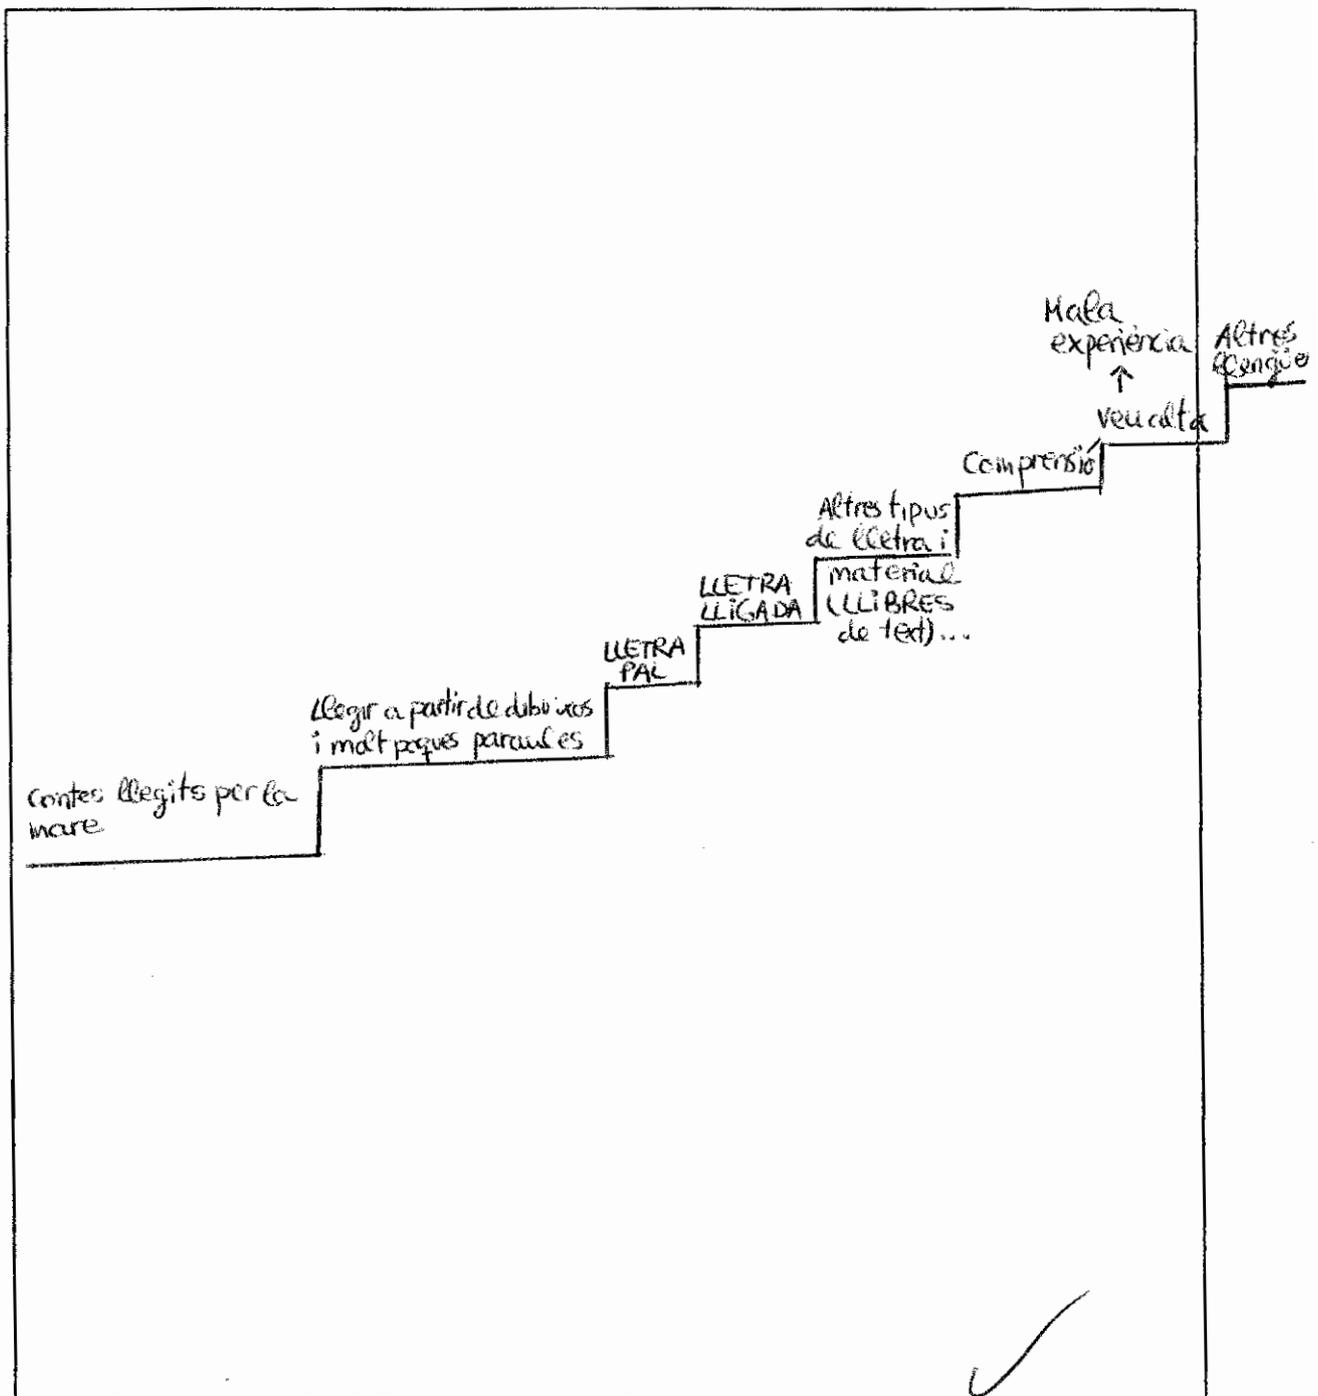 Contes llegits per la
mare
Llegir a partir de dibuixos
i molt poques paraules
LLETRA
PAL
LLETRA
LLIGADA
Altres tipus
de lletra i
material
(LLIBRES
de text)...
Comprensió
veu alta
Mala
experiència
Altres
llengüe